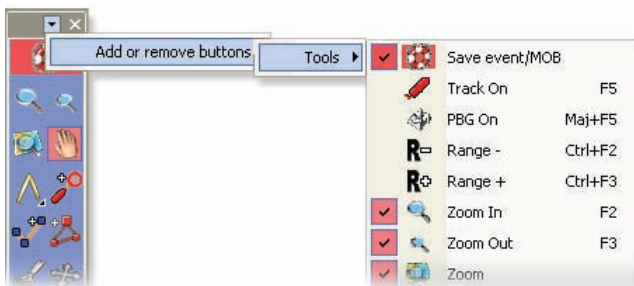 Add or remove buttons
Tools
Save event/MOB
Track On F5
PBG On Maj+F5
R- Range - Ctrl+F2
R+ Range + Ctrl+F3
Zoom In F2
Zoom Out F3
Zoom